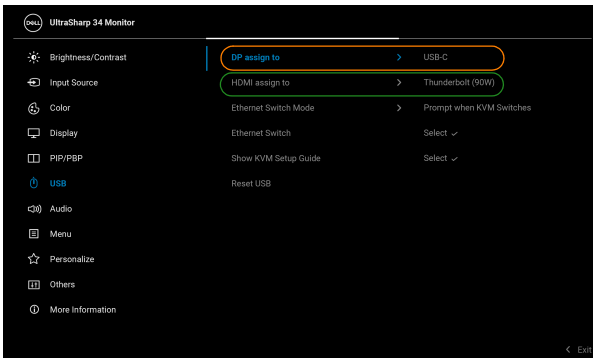 DELL UltraSharp 34 Monitor
Brightness/Contrast DP assign to > USB-C
Input Source HDMI assign to > Thunderbolt (90W)
Color Ethernet Switch Mode > Prompt when KVM Switches
Display Ethernet Switch Select ✓
PIP/PBP Show KVM Setup Guide Select ✓
USB Reset USB
Audio
Menu
Personalize
Others
More Information
< Exit